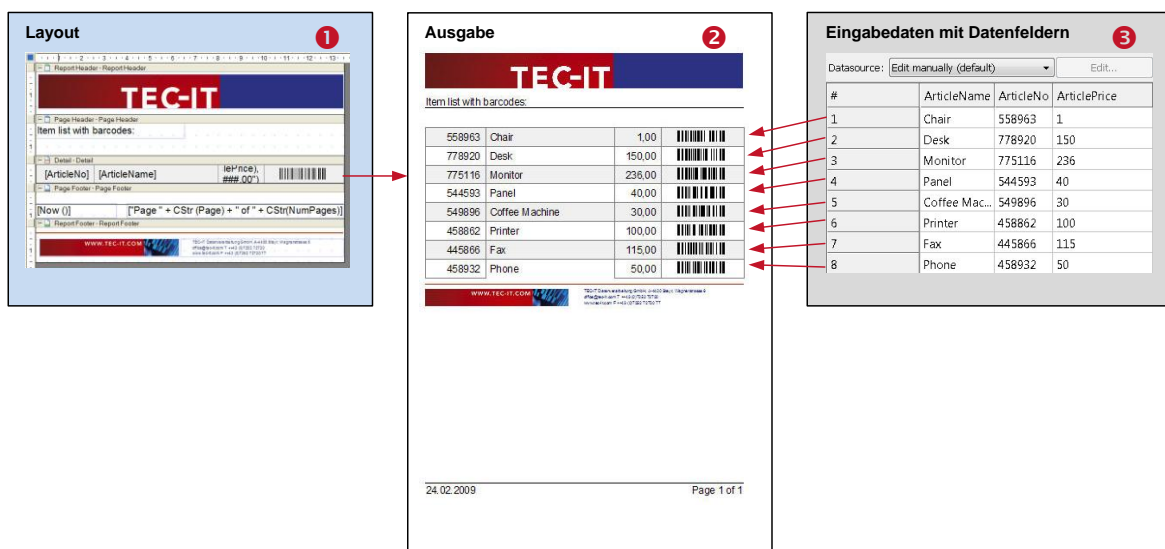 Layout
1
Report Header - Report Header
TEC-IT
Page Header - Page Header
Item list with barcodes:
Detail - Detail
[ArticleNo] [ArticleName] lePrice), ###.00")
Page Footer - Page Footer
[Now ()] ["Page " + CStr (Page) + " of " + CStr(NumPages)]
Report Footer - Report Footer
WWW.TEC-IT.COM
Ausgabe
2
TEC-IT
Item list with barcodes:
558963 Chair 1,00
778920 Desk 150,00
775116 Monitor 236,00
544593 Panel 40,00
549896 Coffee Machine 30,00
458862 Printer 100,00
445866 Fax 115,00
458932 Phone 50,00
WWW.TEC-IT.COM
24.02.2009 Page 1 of 1
Eingabedaten mit Datenfeldern
3
Datasource: Edit manually (default) Edit...
# ArticleName ArticleNo ArticlePrice
1 Chair 558963 1
2 Desk 778920 150
3 Monitor 775116 236
4 Panel 544593 40
5 Coffee Mac... 549896 30
6 Printer 458862 100
7 Fax 445866 115
8 Phone 458932 50